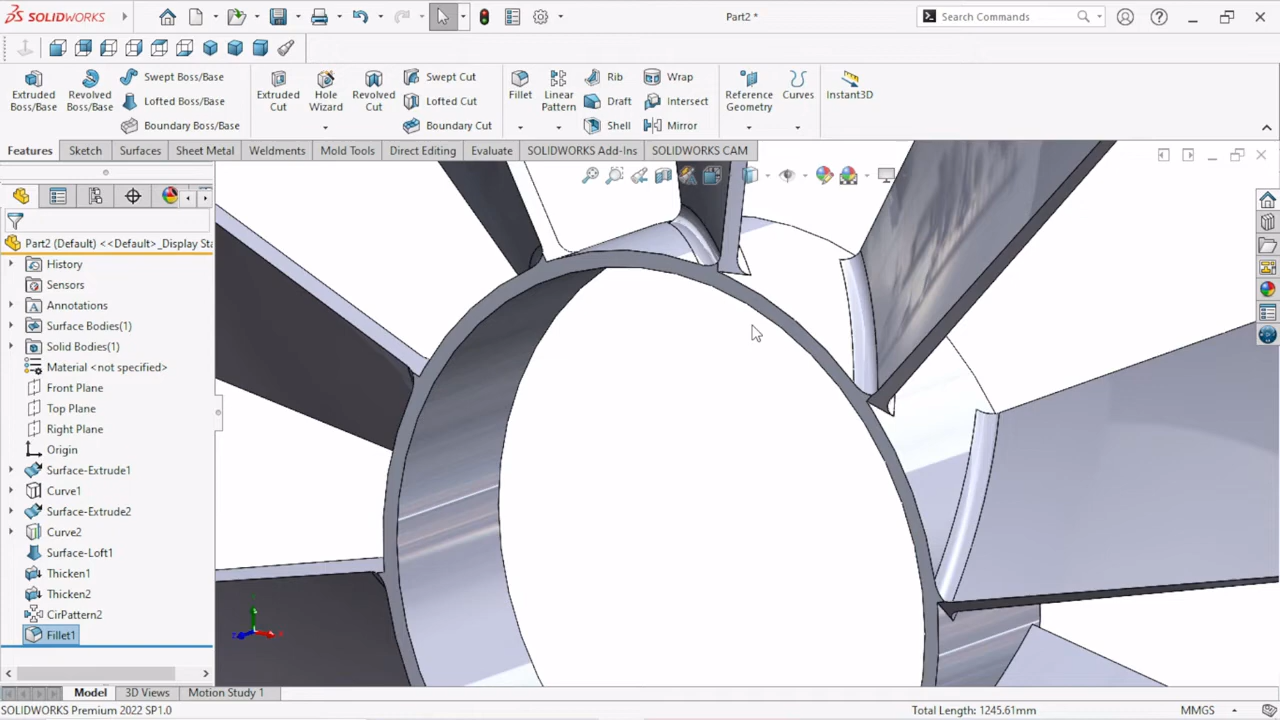 SOLIDWORKS
Part2 *
Search Commands
Extruded Boss/Base
Revolved Boss/Base
Swept Boss/Base
Lofted Boss/Base
Boundary Boss/Base
Extruded Cut
Hole Wizard
Revolved Cut
Swept Cut
Lofted Cut
Boundary Cut
Fillet
Linear Pattern
Rib
Draft
Shell
Wrap
Intersect
Mirror
Reference Geometry
Curves
Instant3D
Features
Sketch
Surfaces
Sheet Metal
Weldments
Mold Tools
Direct Editing
Evaluate
SOLIDWORKS Add-Ins
SOLIDWORKS CAM
Part2 (Default) <<Default>_Display Sta
History
Sensors
Annotations
Surface Bodies(1)
Solid Bodies(1)
Material <not specified>
Front Plane
Top Plane
Right Plane
Origin
Surface-Extrude1
Curve1
Surface-Extrude2
Curve2
Surface-Loft1
Thicken1
Thicken2
CirPattern2
Fillet1
Model
3D Views
Motion Study 1
SOLIDWORKS Premium 2022 SP1.0
Total Length: 1245.61mm
MMGS